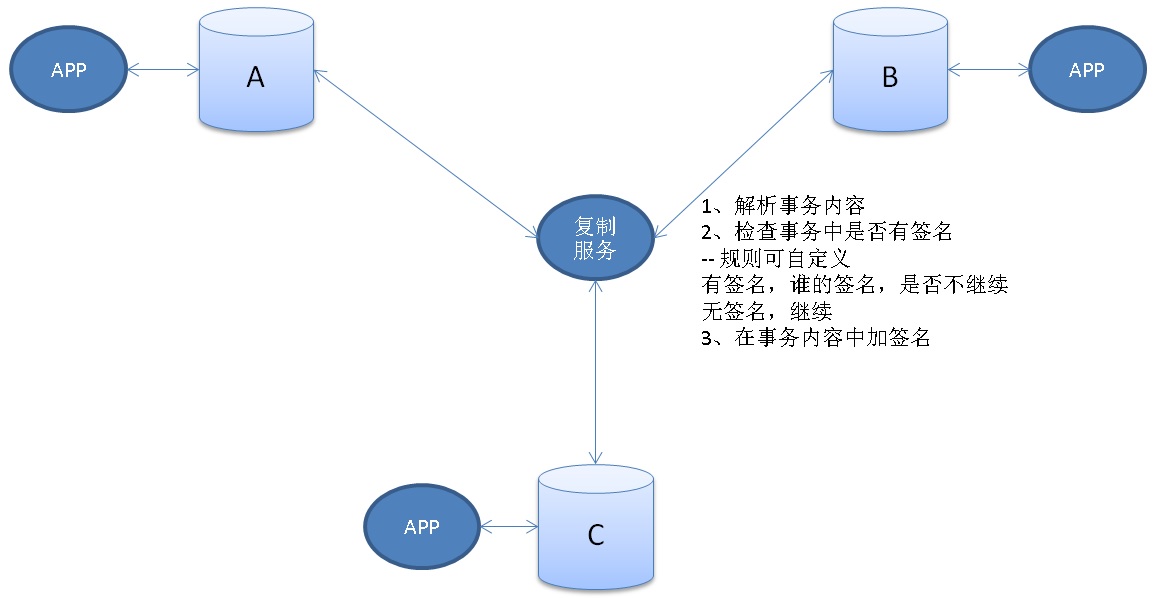 APP
A
B
APP
复制
服务
1、解析事务内容
2、检查事务中是否有签名
-- 规则可自定义
有签名，谁的签名，是否不继续
无签名，继续
3、在事务内容中加签名
APP
C